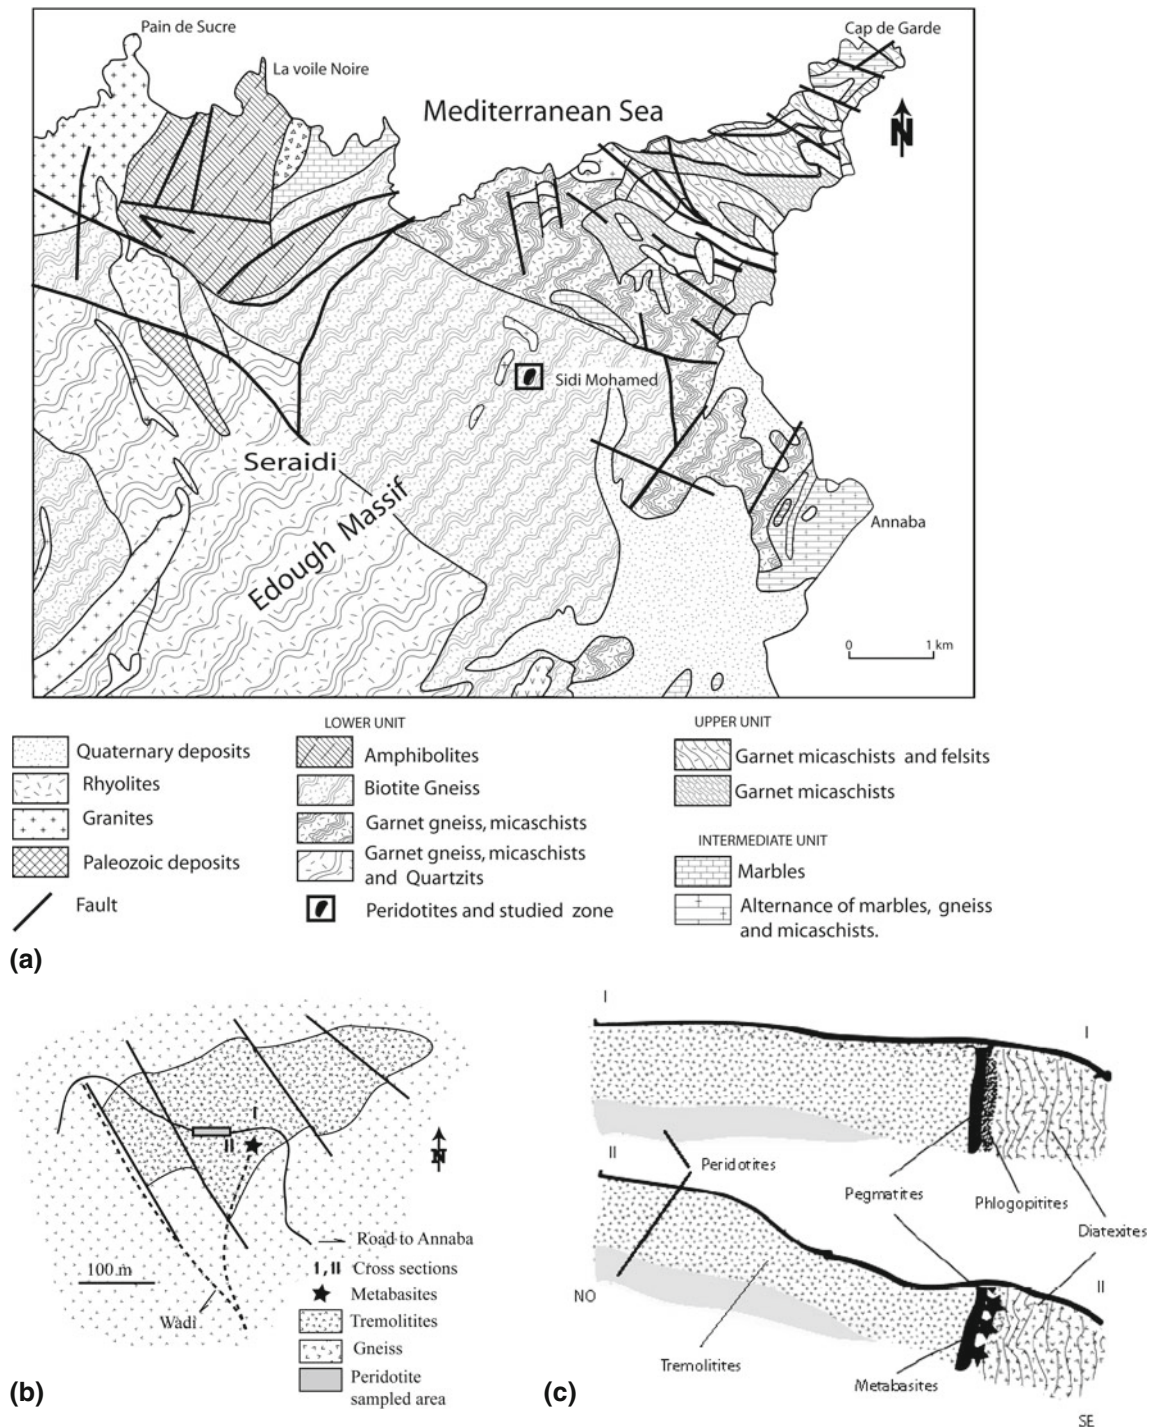 Pain de Sucre
La voile Noire
Cap de Garde
Mediterranean Sea
N
Sidi Mohamed
Seraidi
Edough Massif
Annaba
0 1 km
LOWER UNIT
UPPER UNIT
Quaternary deposits
Rhyolites
Granites
Paleozoic deposits
Fault
Amphibolites
Biotite Gneiss
Garnet gneiss, micaschists
Garnet gneiss, micaschists
and Quartzits
Peridotites and studied zone
Garnet micaschists and felsits
Garnet micaschists
INTERMEDIATE UNIT
Marbles
Alternance of marbles, gneiss
and micaschists.
(a)
I
II
N
100 m
Wadi
Road to Annaba
I, II Cross sections
Metabasites
Tremolitites
Gneiss
Peridotite
sampled area
(b)
I
I
II
Peridotites
Pegmatites
Phlogopitites
Diatexites
II
NO
Tremolitites
Metabasites
SE
(c)